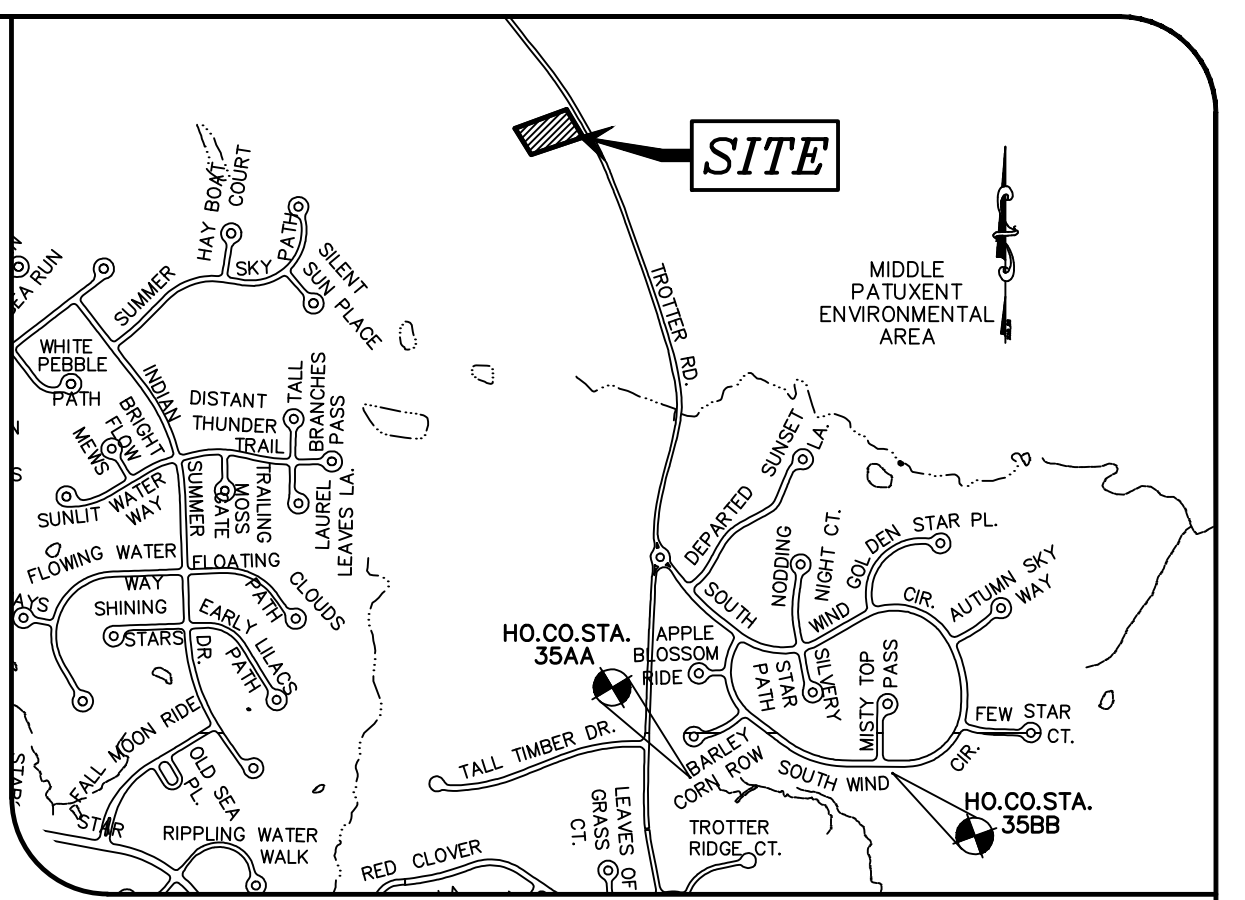 SITE
HAY BOAT
COURT
SUMMER
SKY
PATH
SILENT
SUN PLACE
EA RUN
WHITE
PEBBLE
PATH
INDIAN
TROTTER RD.
MIDDLE
PATUXENT
ENVIRONMENTAL
AREA
DISTANT
THUNDER
TRAIL
TALL
BRANCHES
PASS
BRIGHT
FLOW
MEWS
SUNLIT WATER
WAY
SUMMER
GATE
MOSS
TRAILING
LAUREL
LEAVES LA.
DEPARTED SUNSET
LA.
FLOWING WATER
WAY
FLOATING
CLOUDS
PATH
AYS
SHINING
STARS
DR.
EARLY LILACS
PATH
NODDING
NIGHT CT.
GOLDEN STAR PL.
SOUTH
WIND
CIR.
AUTUMN SKY
WAY
HO.CO.STA.
35AA
APPLE
BLOSSOM
RIDE
STAR
PATH
SILVERY
MISTY TOP
PASS
FEW STAR
CT.
FALL MOON RIDE
OLD SEA
PL.
TALL TIMBER DR.
BARLEY
CORN ROW
SOUTH WIND
CIR.
HO.CO.STA.
35BB
STAR
STAR
RIPPLING WATER
WALK
RED CLOVER
LEAVES OF
GRASS
CT.
TROTTER
RIDGE CT.